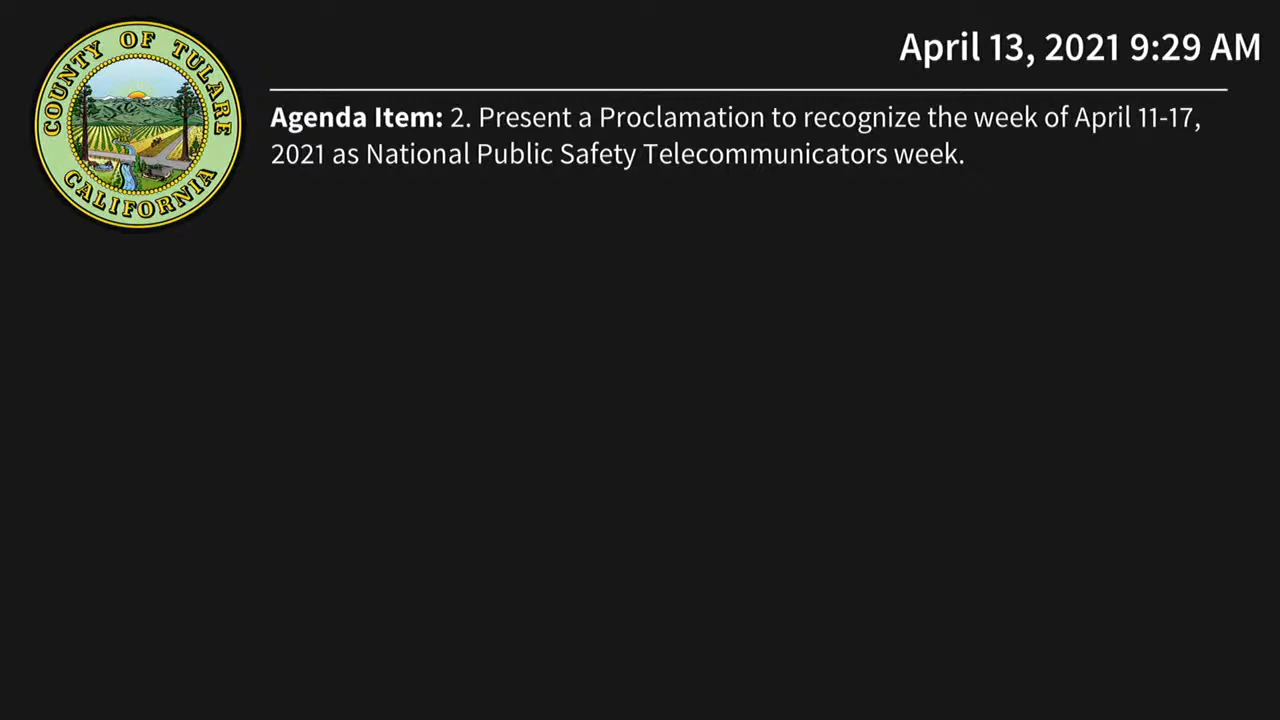 COUNTY OF TULARE
CALIFORNIA
April 13, 2021 9:29 AM
Agenda Item: 2. Present a Proclamation to recognize the week of April 11-17,
2021 as National Public Safety Telecommunicators week.